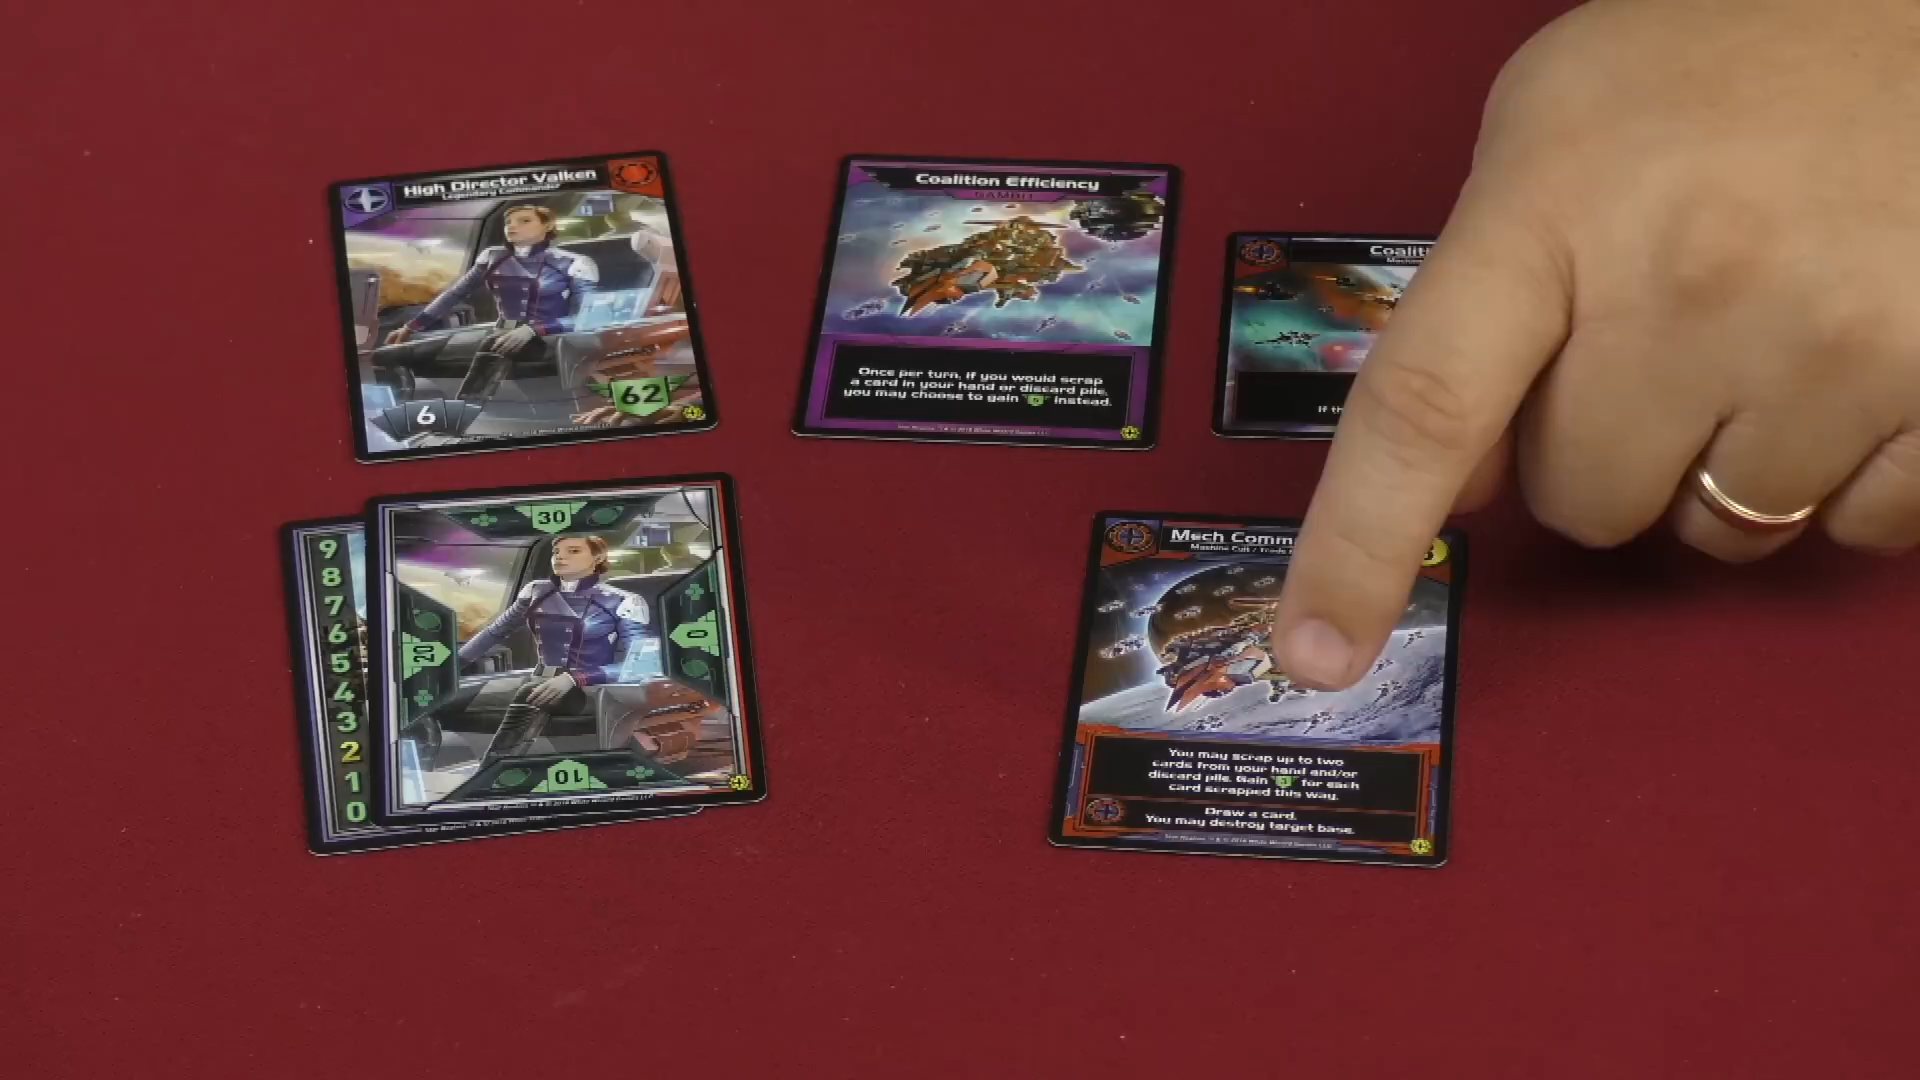 High Director Valken
Legendary Commander
6
62
Coalition Efficiency
GAMBIT
Once per turn, if you would scrap
a card in your hand or discard pile,
you may choose to gain instead.
If th
9
8
7
6
5
4
3
2
1
0
30
20
0
10
Mech Comm
Machine Cult / Trade
You may scrap up to two
cards from your hand and/or
discard pile. Gain 3 for each
card scrapped this way.
Draw a card.
You may destroy target base.